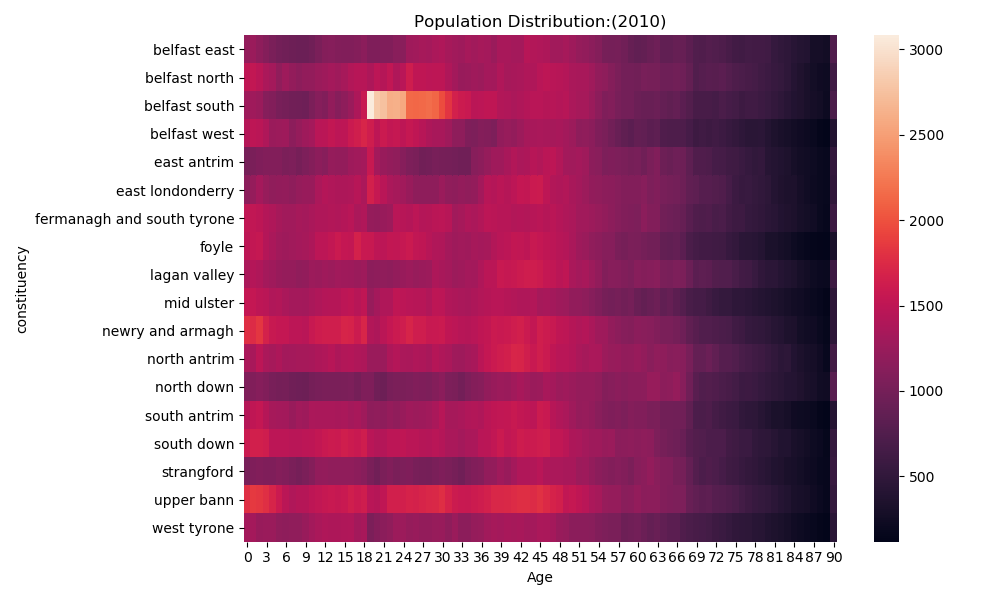 Population Distribution:(2010)
constituency
belfast east
belfast north
belfast south
belfast west
east antrim
east londonderry
fermanagh and south tyrone
foyle
lagan valley
mid ulster
newry and armagh
north antrim
north down
south antrim
south down
strangford
upper bann
west tyrone
0 3 6 9 12 15 18 21 24 27 30 33 36 39 42 45 48 51 54 57 60 63 66 69 72 75 78 81 84 87 90
Age
3000
2500
2000
1500
1000
500